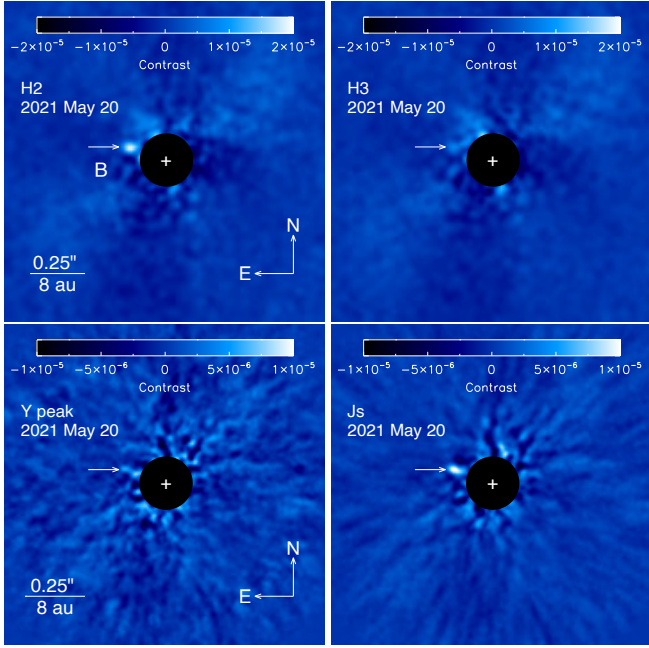 −2×10⁻⁵ −1×10⁻⁵ 0 1×10⁻⁵ 2×10⁻⁵
Contrast
H2
2021 May 20
B
N
E
0.25"
8 au
−2×10⁻⁵ −1×10⁻⁵ 0 1×10⁻⁵ 2×10⁻⁵
Contrast
H3
2021 May 20
−1×10⁻⁵ −5×10⁻⁶ 0 5×10⁻⁶ 1×10⁻⁵
Contrast
Y peak
2021 May 20
N
E
0.25"
8 au
−1×10⁻⁵ −5×10⁻⁶ 0 5×10⁻⁶ 1×10⁻⁵
Contrast
Js
2021 May 20